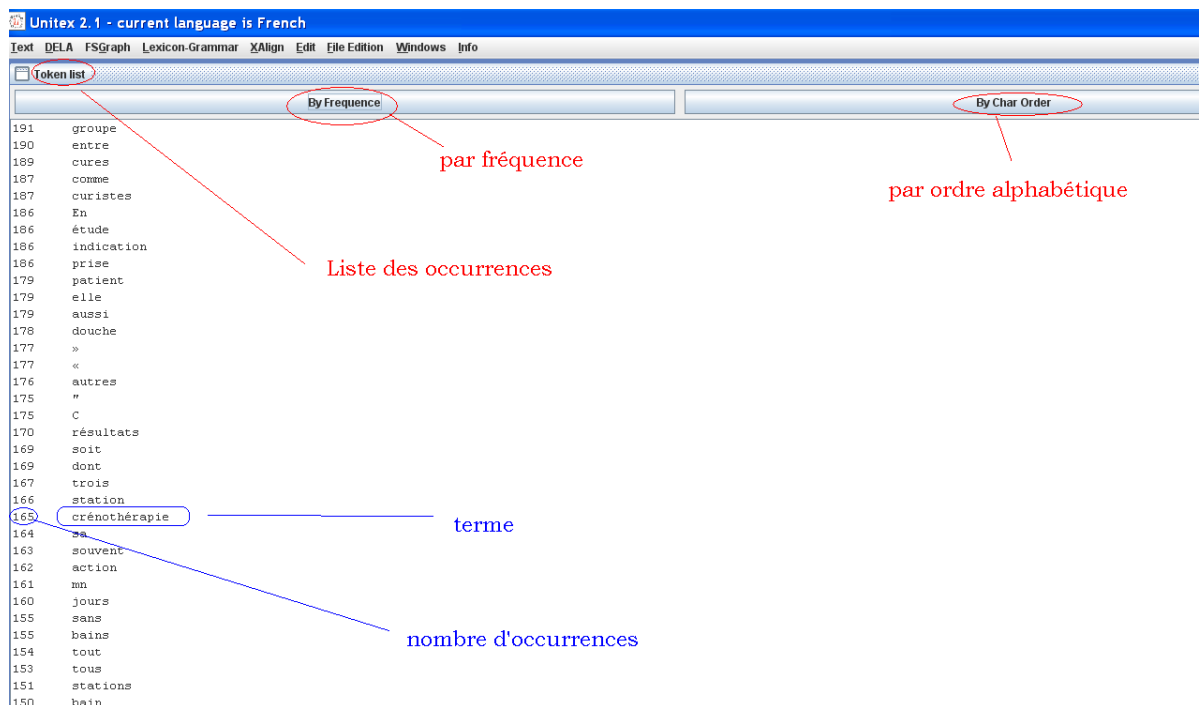 Unitex 2.1 - current language is French
Text DELA FSGraph Lexicon-Grammar XAlign Edit File Edition Windows Info
Token list
By Frequence By Char Order
191 groupe
190 entre
189 cures
187 comme
187 curistes
186 En
186 étude
186 indication
186 prise
179 patient
179 elle
179 aussi
178 douche
177 »
177 «
176 autres
175 "
175 C
170 résultats
169 soit
169 dont
167 trois
166 station
165 crénothérapie
164 sa
163 souvent
162 action
161 mn
160 jours
155 sans
155 bains
154 tout
153 tous
151 stations
150 bain
par fréquence
par ordre alphabétique
Liste des occurrences
terme
nombre d'occurrences